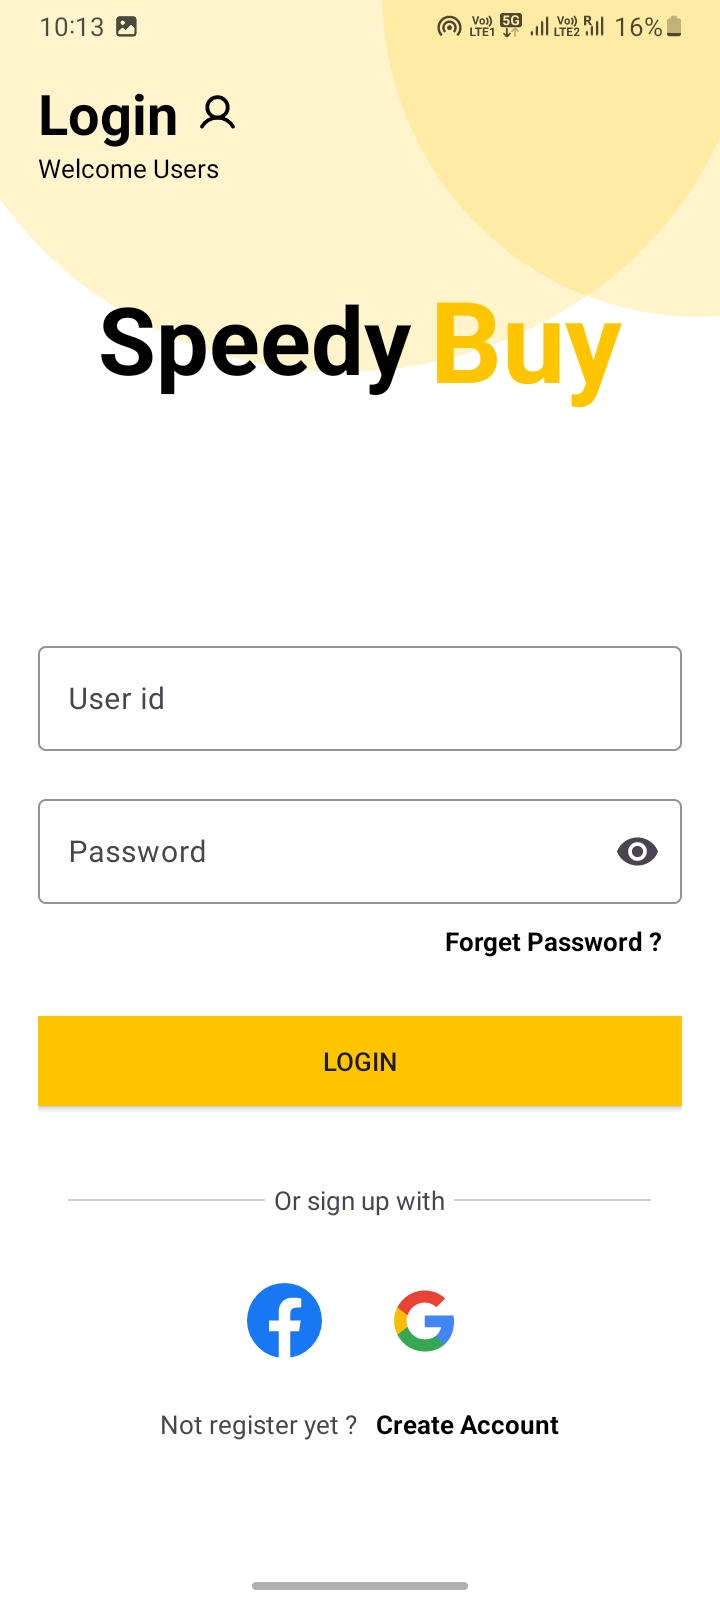 10:13 Vo)) LTE1 5G Vo)) LTE2 R 16%
Login
Welcome Users
Speedy Buy
User id
Password
Forget Password ?
LOGIN
Or sign up with
Not register yet ? Create Account